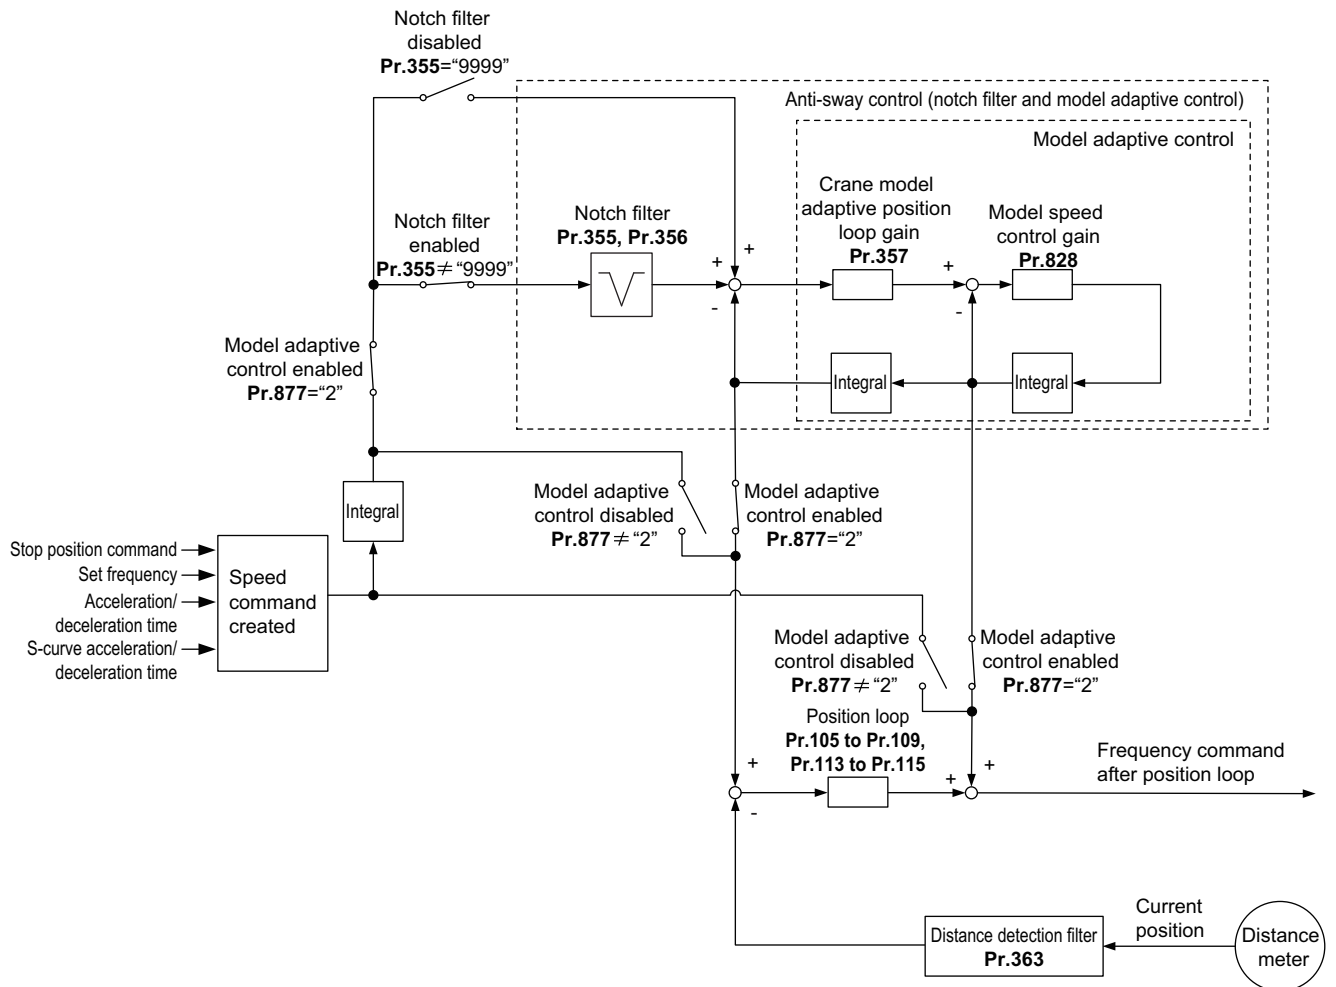 Notch filter
disabled
Pr.355=“9999”
Anti-sway control (notch filter and model adaptive control)
Model adaptive control
Crane model
adaptive position
loop gain
Pr.357
Model speed
control gain
Pr.828
Notch filter
enabled
Pr.355≠“9999”
Notch filter
Pr.355, Pr.356
+
+
-
+
-
Model adaptive
control enabled
Pr.877=“2”
Integral
Integral
Integral
Model adaptive
control disabled
Pr.877≠“2”
Model adaptive
control enabled
Pr.877=“2”
Stop position command
Set frequency
Acceleration/
deceleration time
S-curve acceleration/
deceleration time
Speed
command
created
Model adaptive
control disabled
Pr.877≠“2”
Model adaptive
control enabled
Pr.877=“2”
Position loop
Pr.105 to Pr.109,
Pr.113 to Pr.115
+
-
+
+
Frequency command
after position loop
Distance detection filter
Pr.363
Current
position
Distance
meter